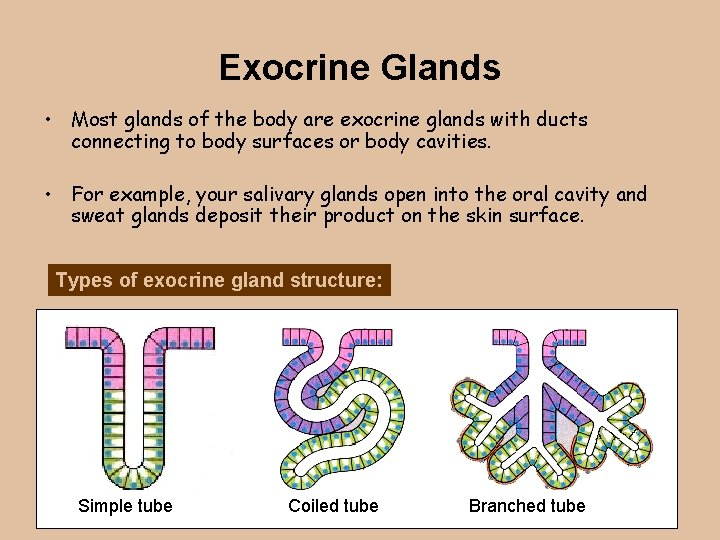 Exocrine Glands
• Most glands of the body are exocrine glands with ducts
connecting to body surfaces or body cavities.
• For example, your salivary glands open into the oral cavity and
sweat glands deposit their product on the skin surface.
Types of exocrine gland structure:
Simple tube Coiled tube Branched tube